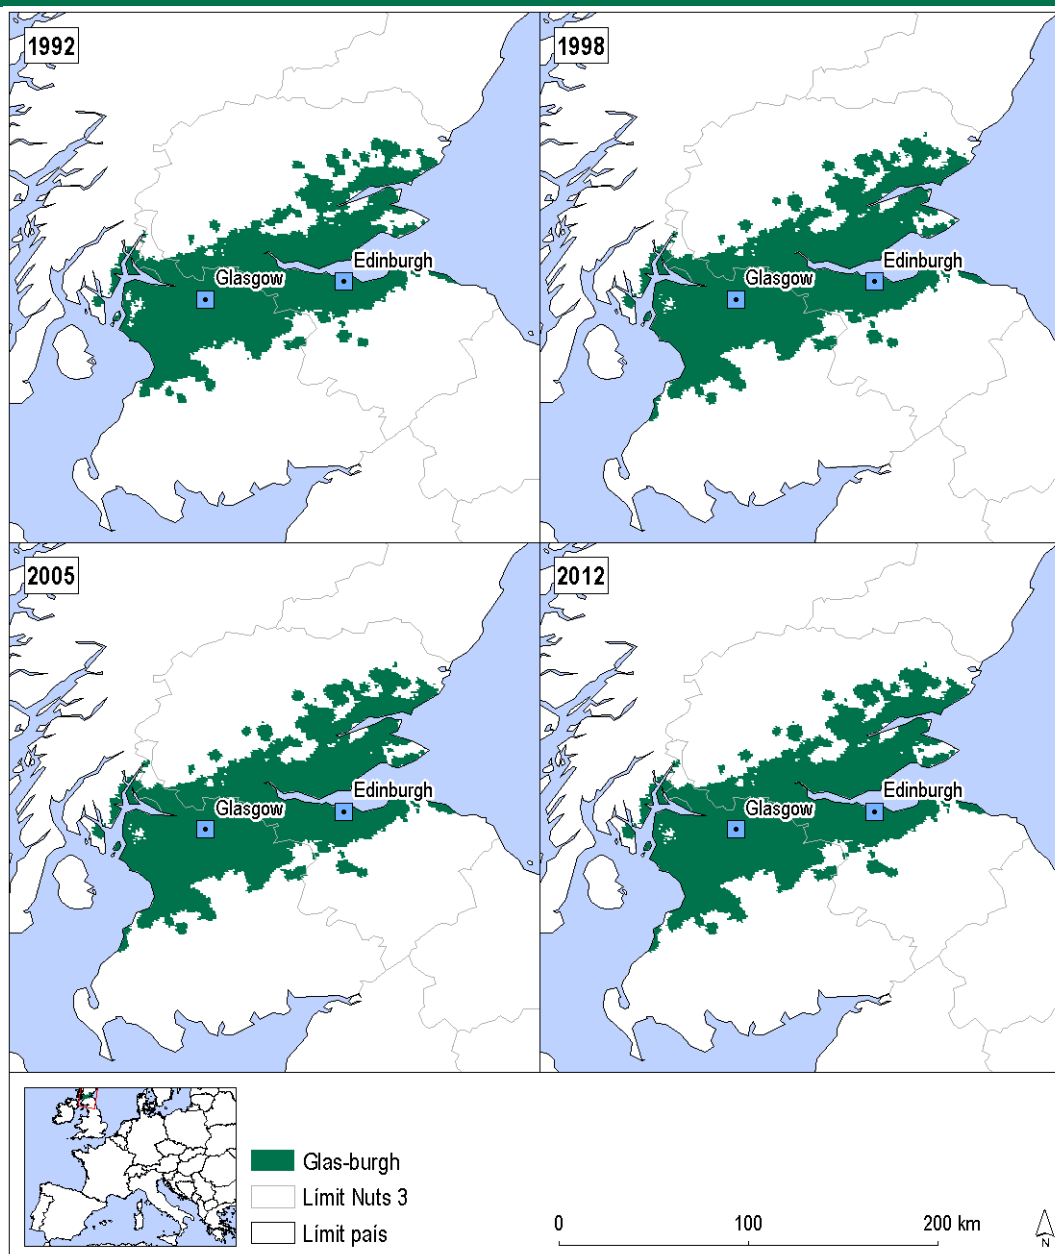 1992
1998
Edinburgh
Glasgow
Edinburgh
Glasgow
2005
2012
Edinburgh
Glasgow
Edinburgh
Glasgow
Glas-burgh
Límit Nuts 3
Límit país
0 100 200 km
N